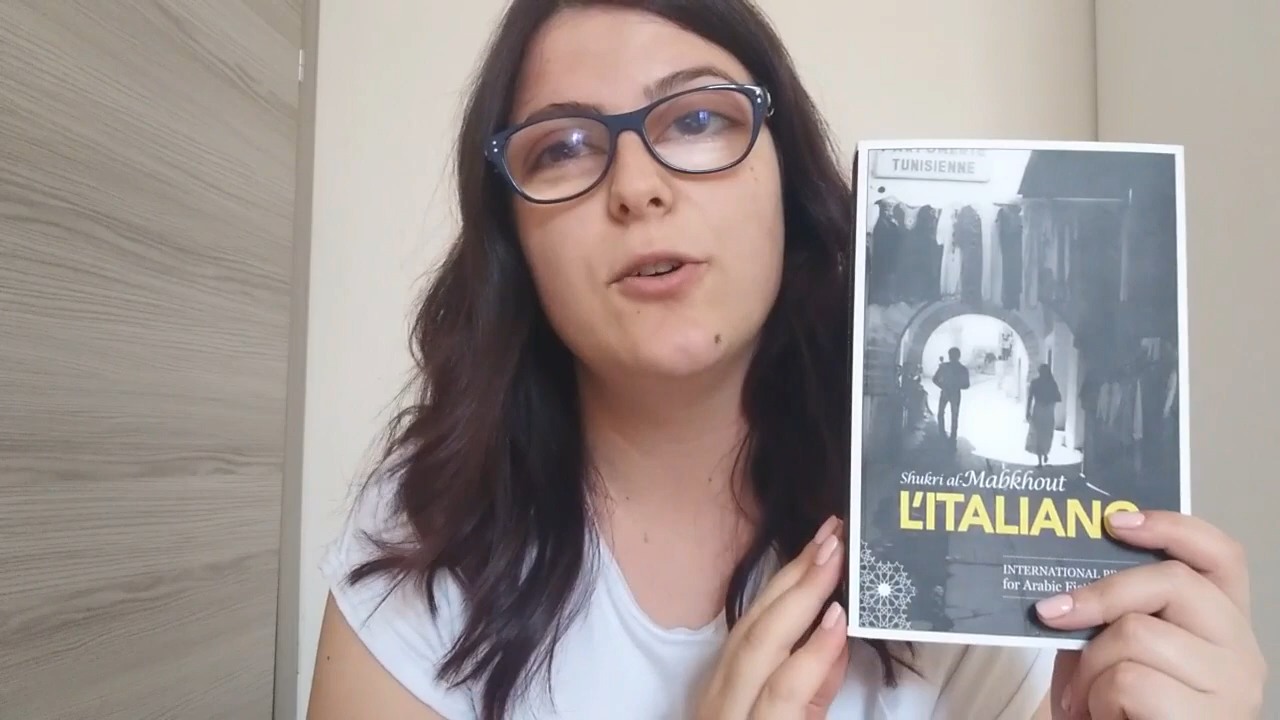 TUNISIENNE
Shukri al-Mabkhout
L'ITALIANO
INTERNATIONAL
for Arabic